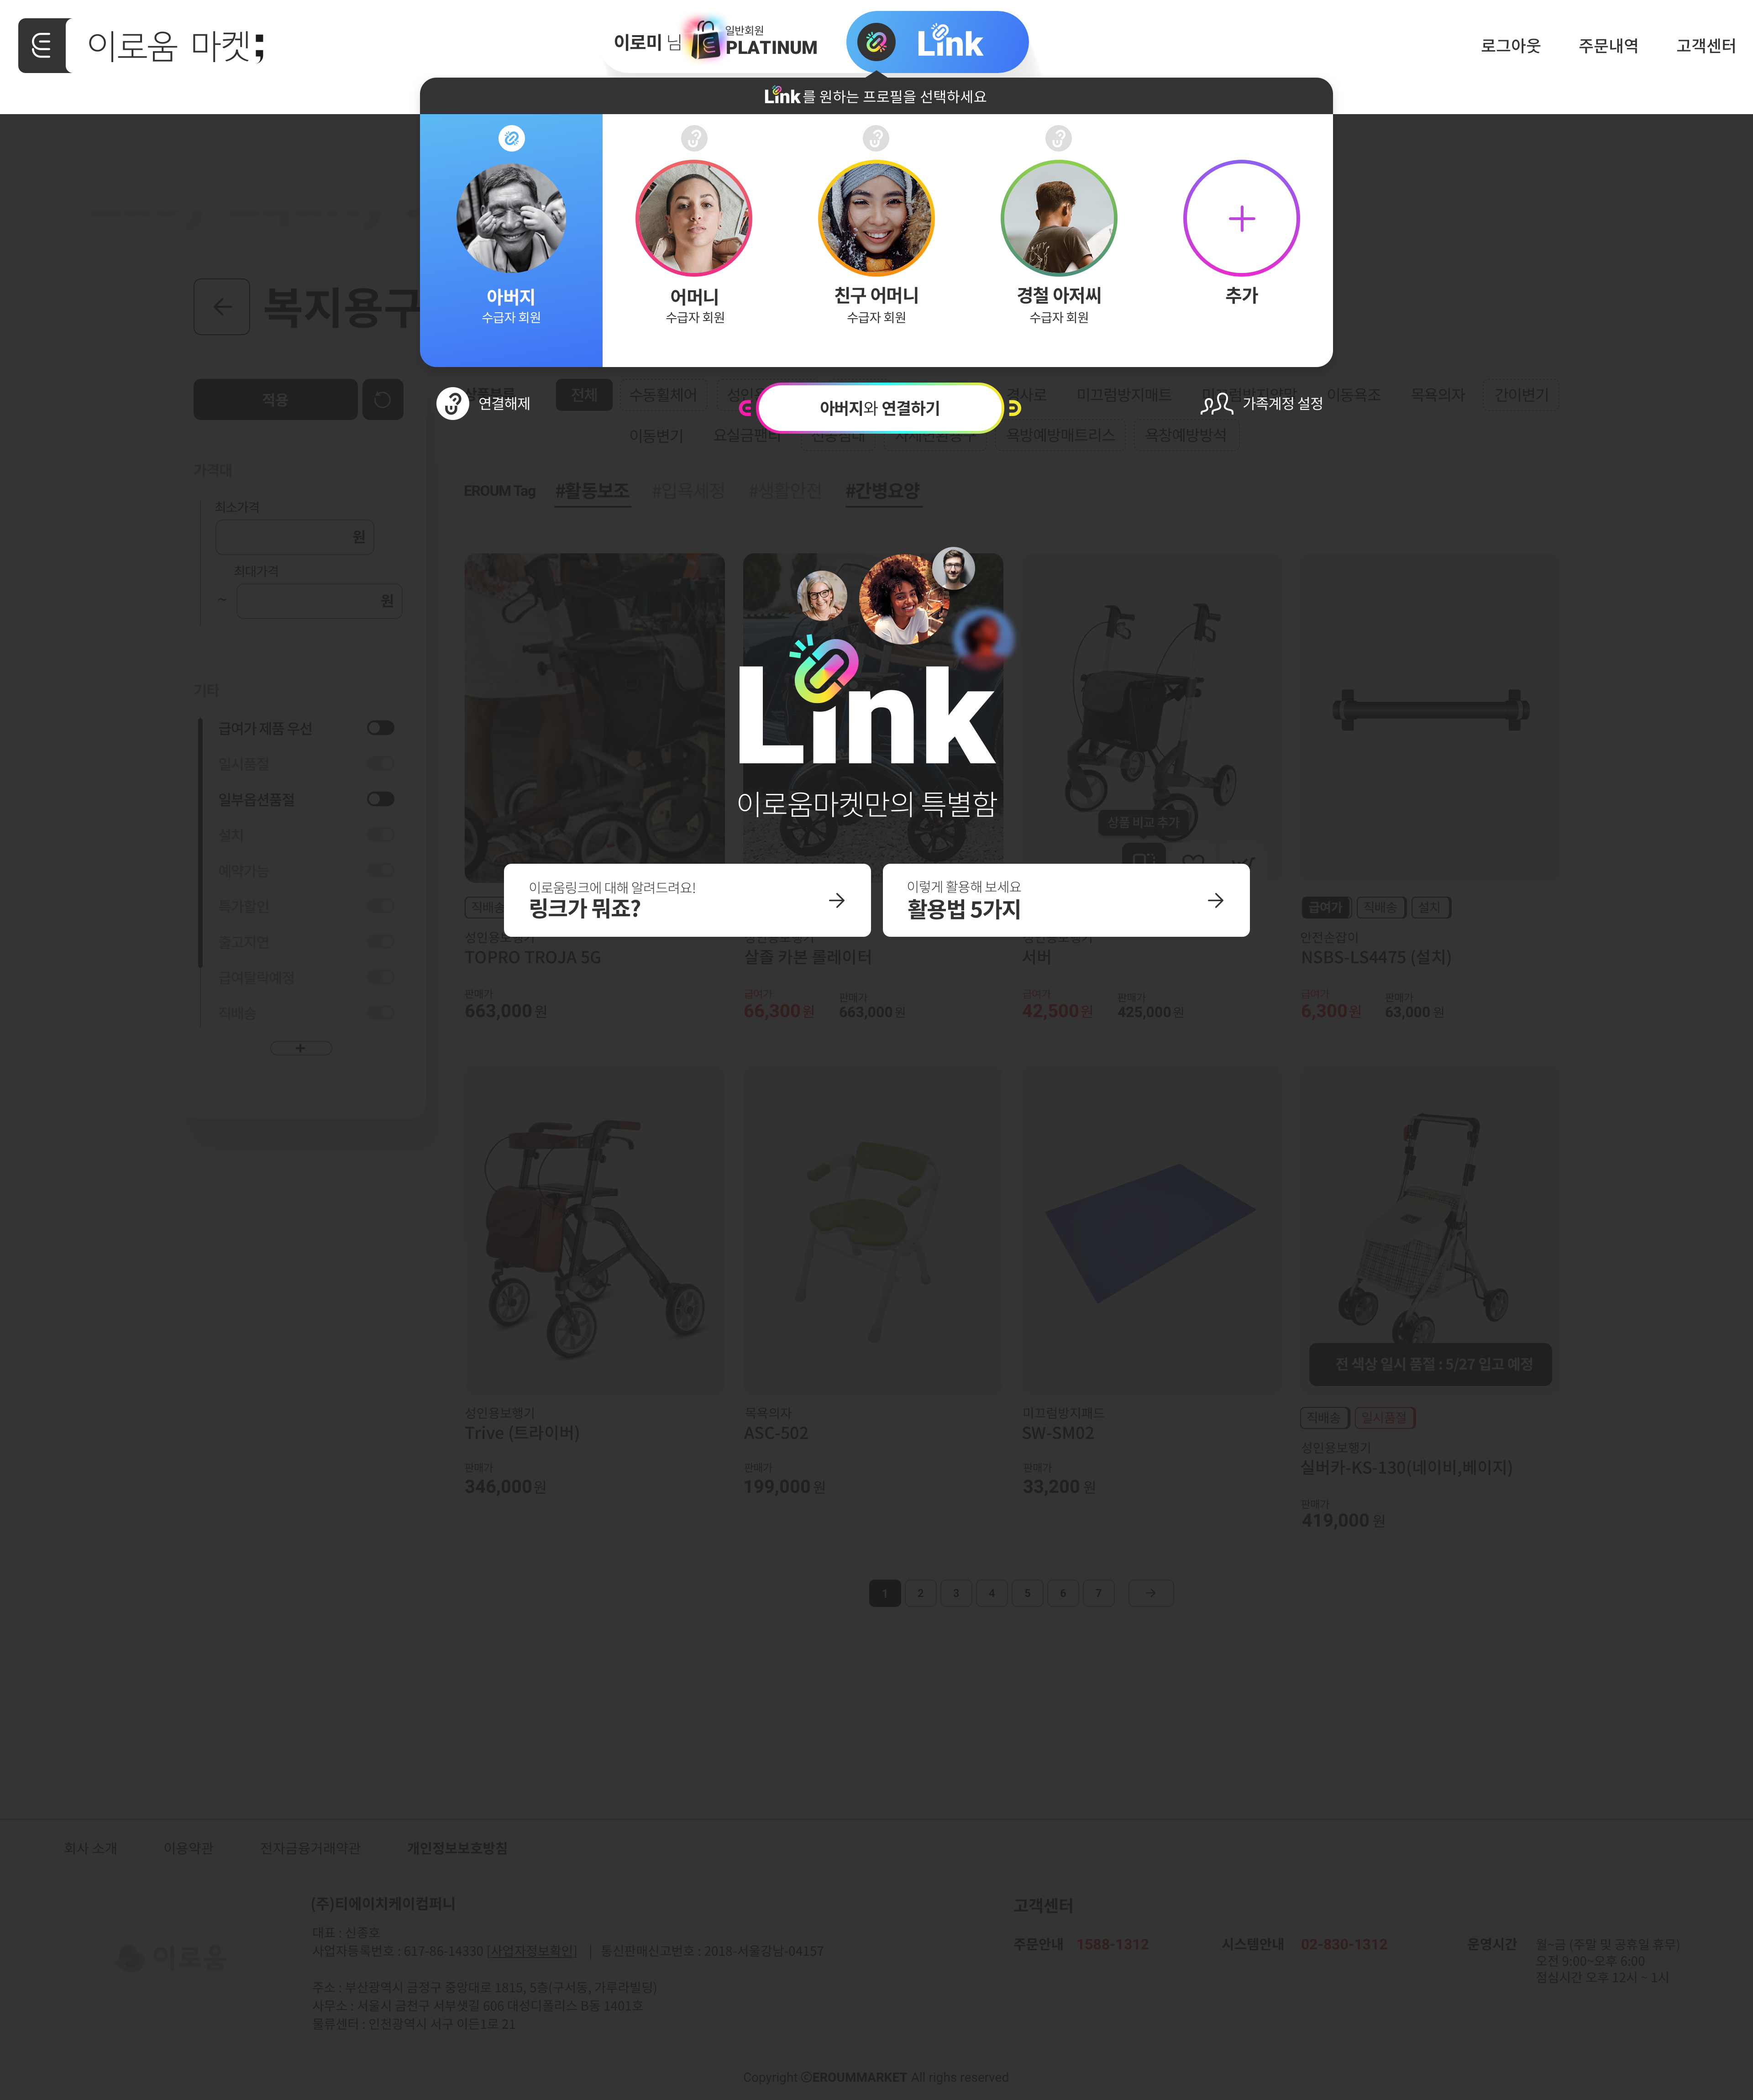 이로움 마켓;
이로미 님
일반회원
PLATINUM
Link
로그아웃
주문내역
고객센터
Link를 원하는 프로필을 선택하세요
아버지
수급자 회원
어머니
수급자 회원
친구 어머니
수급자 회원
경철 아저씨
수급자 회원
추가
복지용구
연결해제
아버지와 연결하기
가족계정 설정
적용
전체
수동휠체어
경사로
미끄럼방지매트
이동욕조
목욕의자
간이변기
이동변기
요실금팬티
욕창예방매트리스
욕창예방방석
EROUM Tag
#활동보조
#입욕세정
#생활안전
#간병요양
가격대
최소가격
원
최대가격
~
원
기타
급여가 제품 우선
일시품절
일부옵션품절
설치
예약가능
특가할인
출고지연
급여탈락예정
직배송
Link
이로움마켓만의 특별함
상품 비교 추가
이로움링크에 대해 알려드려요!
링크가 뭐죠?
이렇게 활용해 보세요
활용법 5가지
직배송
급여가
직배송
설치
성인용보행기
TOPRO TROJA 5G
판매가
663,000 원
성인용보행기
살졸 카본 롤레이터
급여가
66,300 원
판매가
663,000 원
성인용보행기
서버
급여가
42,500 원
판매가
425,000 원
안전손잡이
NSBS-LS4475 (설치)
급여가
6,300 원
판매가
63,000 원
전 색상 일시 품절 : 5/27 입고 예정
성인용보행기
Trive (트라이버)
판매가
346,000 원
목욕의자
ASC-502
판매가
199,000 원
미끄럼방지패드
SW-SM02
판매가
33,200 원
직배송
일시품절
성인용보행기
실버카-KS-130(네이비,베이지)
판매가
419,000 원
1 2 3 4 5 6 7
회사 소개
이용약관
전자금융거래약관
개인정보보호방침
이로움
(주)티에이치케이컴퍼니
대표 : 신종호
사업자등록번호 : 617-86-14330 [사업자정보확인] | 통신판매신고번호 : 2018-서울강남-04157
주소 : 부산광역시 금정구 중앙대로 1815, 5층(구서동, 가루라빌딩)
사무소 : 서울시 금천구 서부샛길 606 대성디폴리스 B동 1401호
물류센터 : 인천광역시 서구 이든1로 21
고객센터
주문안내 1588-1312
시스템안내 02-830-1312
운영시간
월~금 (주말 및 공휴일 휴무)
오전 9:00~오후 6:00
점심시간 오후 12시 ~ 1시
Copyright ⓒEROUMMARKET All righs reserved